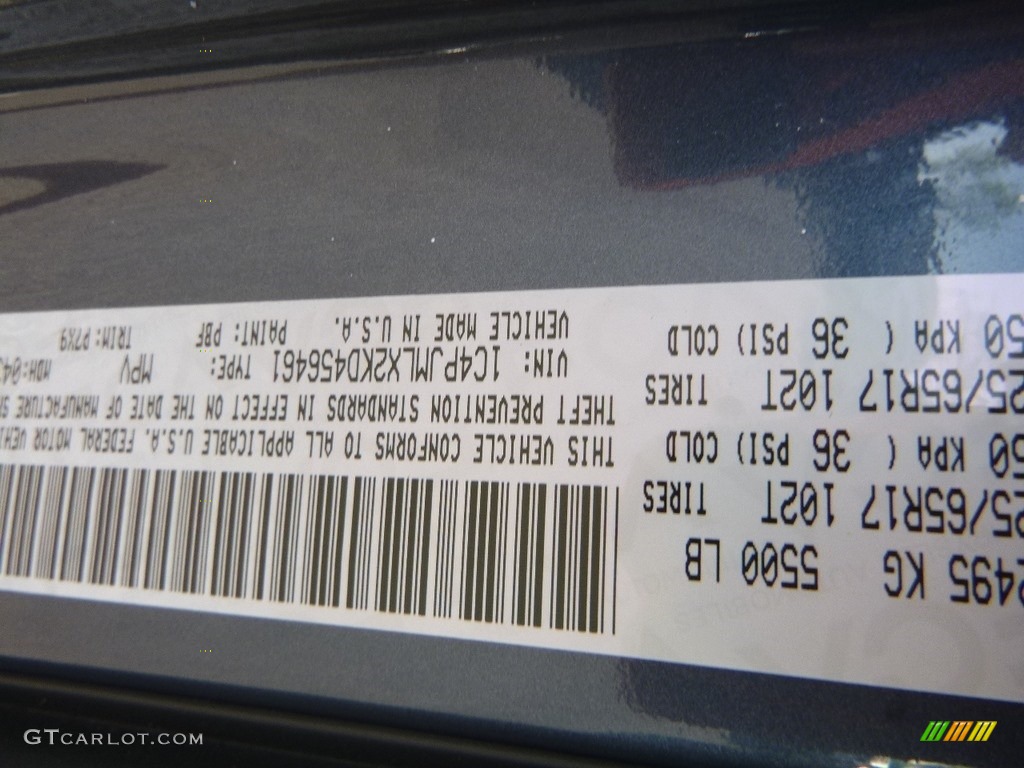 2495 KG 5500 LB
25/65R17 102T TIRES
50 KPA ( 36 PSI) COLD
25/65R17 102T TIRES
50 KPA ( 36 PSI) COLD
THIS VEHICLE CONFORMS TO ALL APPLICABLE U.S.A. FEDERAL MOTOR VEHI
THEFT PREVENTION STANDARDS IN EFFECT ON THE DATE OF MANUFACTURE S
VIN: 1C4PJMLX2KD456461 TYPE: MPV MDH:04
VEHICLE MADE IN U.S.A. PAINT: PBF TRIM: P7X9
GTCARLOT.COM